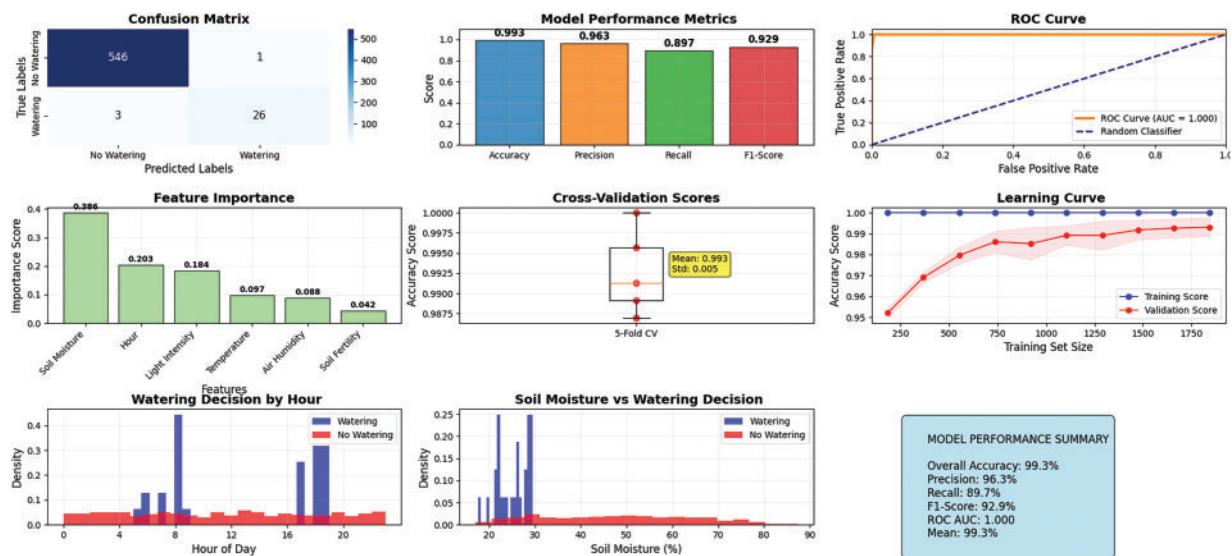 Confusion Matrix
True Labels
No Watering
Watering
546
1
3
26
500
400
300
200
100
No Watering
Watering
Predicted Labels
Model Performance Metrics
Score
1.0
0.8
0.6
0.4
0.2
0.0
0.993
0.963
0.897
0.929
Accuracy
Precision
Recall
F1-Score
ROC Curve
True Positive Rate
1.0
0.8
0.6
0.4
0.2
0.0
ROC Curve (AUC = 1.000)
Random Classifier
0.0
0.2
0.4
0.6
0.8
1.0
False Positive Rate
Feature Importance
Importance Score
0.4
0.3
0.2
0.1
0.0
0.386
0.203
0.184
0.097
0.088
0.042
Soil Moisture
Hour
Light Intensity
Temperature
Air Humidity
Soil Fertility
Features
Cross-Validation Scores
Accuracy Score
1.0000
0.9975
0.9950
0.9925
0.9900
0.9875
Mean: 0.993
Std: 0.005
5-Fold CV
Learning Curve
Accuracy Score
1.00
0.99
0.98
0.97
0.96
0.95
Training Score
Validation Score
250
500
750
1000
1250
1500
1750
Training Set Size
Watering Decision by Hour
Density
0.4
0.3
0.2
0.1
0.0
Watering
No Watering
0
4
8
12
16
20
Hour of Day
Soil Moisture vs Watering Decision
Density
0.25
0.20
0.15
0.10
0.05
0.00
Watering
No Watering
20
30
40
50
60
70
80
90
Soil Moisture (%)
MODEL PERFORMANCE SUMMARY
Overall Accuracy: 99.3%
Precision: 96.3%
Recall: 89.7%
F1-Score: 92.9%
ROC AUC: 1.000
Mean: 99.3%